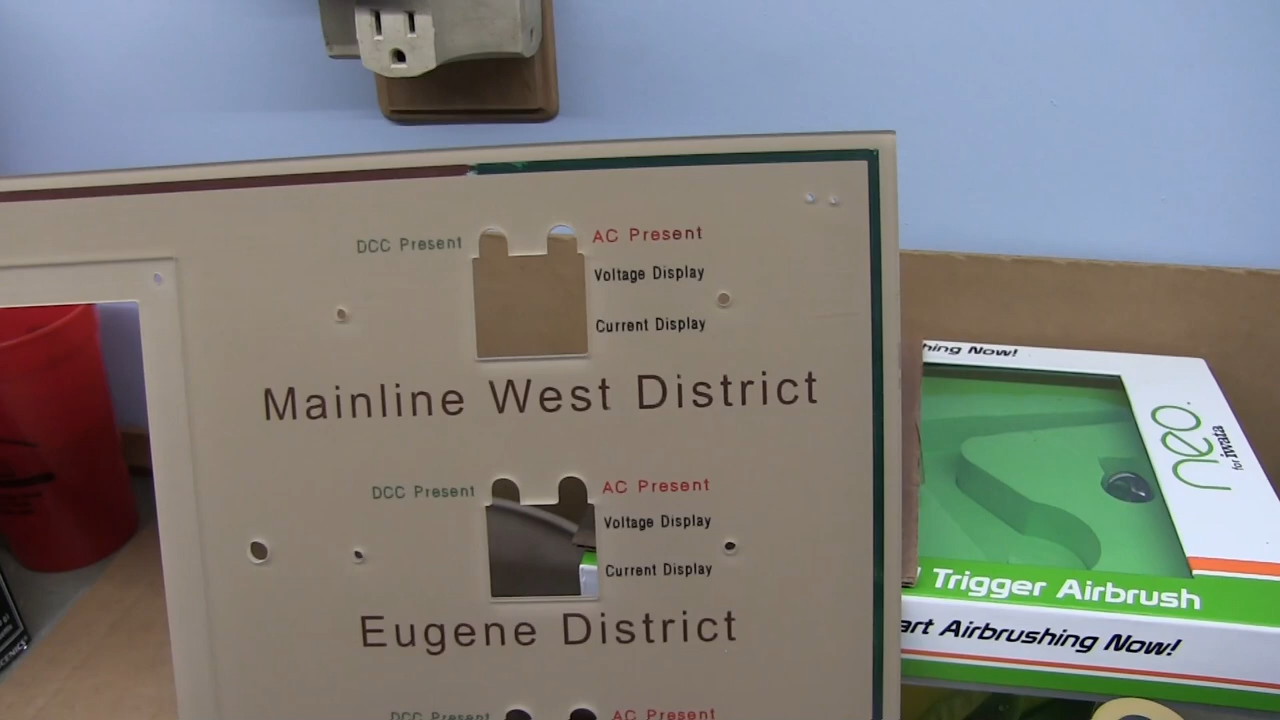 DCC Present
AC Present
Voltage Display
Current Display
Mainline West District
DCC Present
AC Present
Voltage Display
Current Display
Eugene District
DCC Present
AC Present
hing Now!
neo.
for iwata
Trigger Airbrush
art Airbrushing Now!